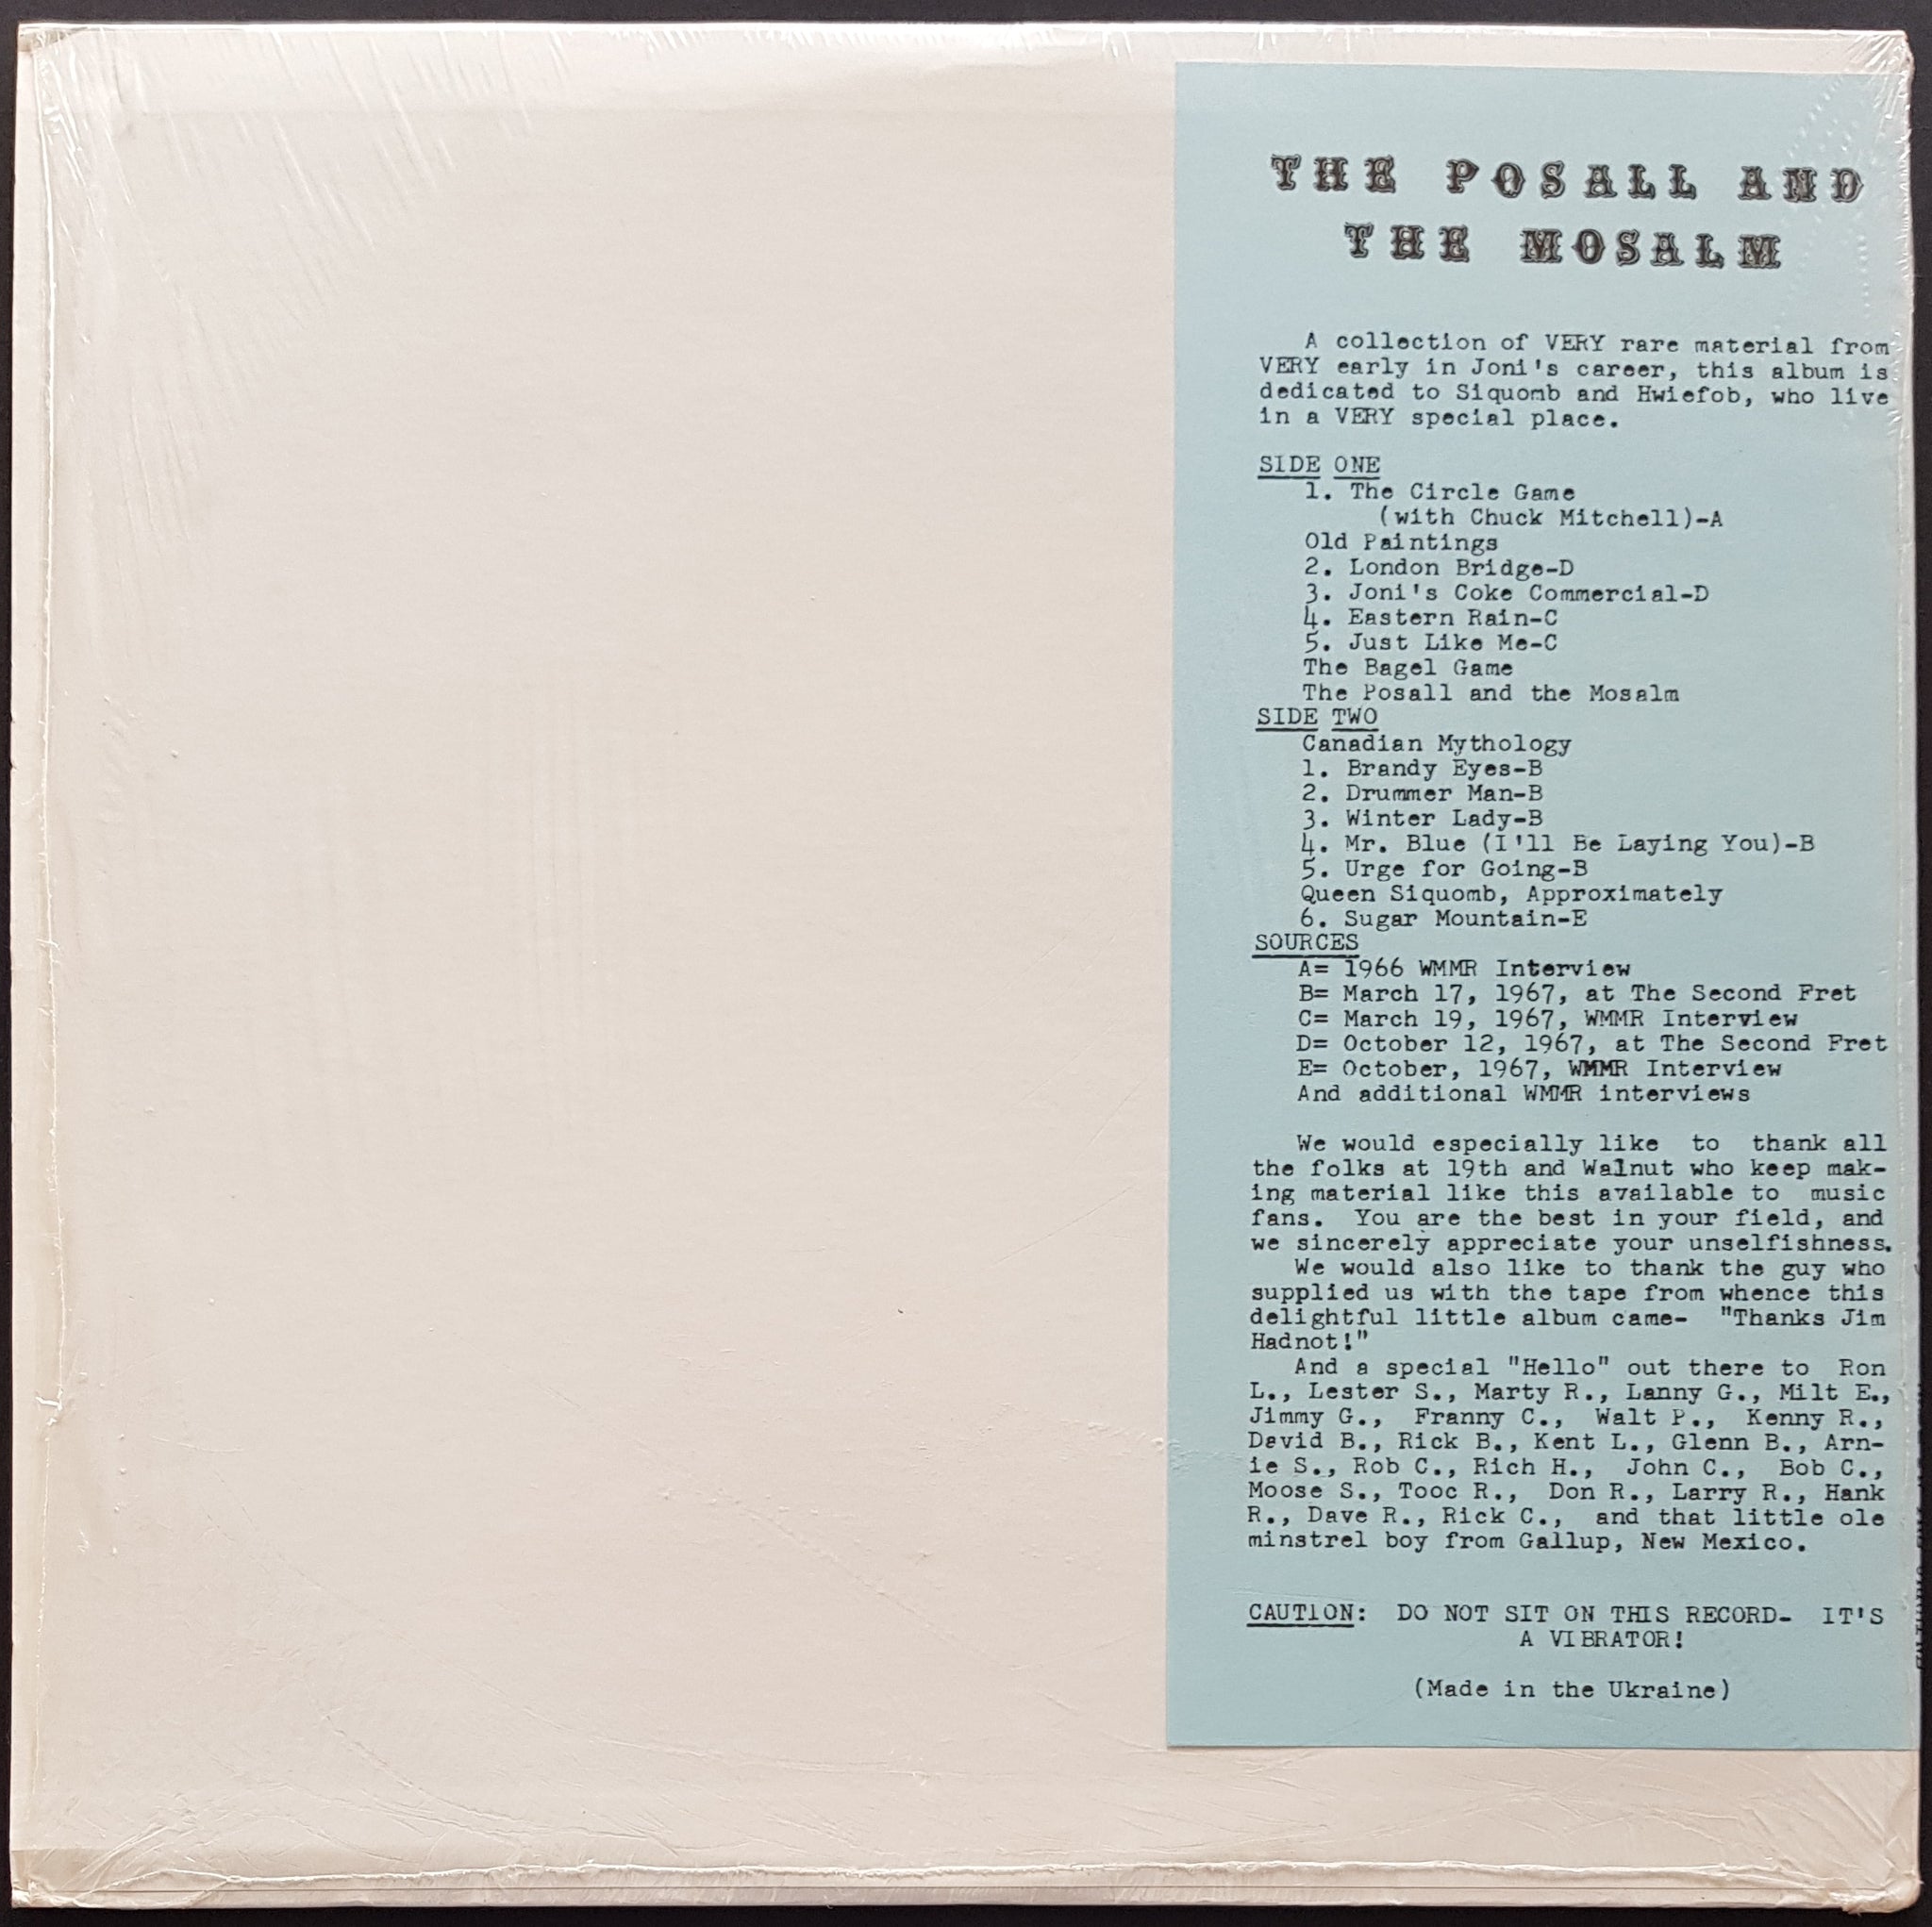 THE POSALL AND
THE MOSALM
A collection of VERY rare material from
VERY early in Joni's career, this album is
dedicated to Siquomb and Hwiefob, who live
in a VERY special place.
SIDE ONE
1. The Circle Game
(with Chuck Mitchell)-A
Old Paintings
2. London Bridge-D
3. Joni's Coke Commercial-D
4. Eastern Rain-C
5. Just Like Me-C
The Bagel Game
The Posall and the Mosalm
SIDE TWO
Canadian Mythology
1. Brandy Eyes-B
2. Drummer Man-B
3. Winter Lady-B
4. Mr. Blue (I'll Be Laying You)-B
5. Urge for Going-B
Queen Siquomb, Approximately
6. Sugar Mountain-E
SOURCES
A= 1966 WMMR Interview
B= March 17, 1967, at The Second Fret
C= March 19, 1967, WMMR Interview
D= October 12, 1967, at The Second Fret
E= October, 1967, WMMR Interview
And additional WMMR interviews
We would especially like to thank all
the folks at 19th and Walnut who keep mak-
ing material like this available to music
fans. You are the best in your field, and
we sincerely appreciate your unselfishness.
We would also like to thank the guy who
supplied us with the tape from whence this
delightful little album came- "Thanks Jim
Hadnot!"
And a special "Hello" out there to Ron
L., Lester S., Marty R., Lanny G., Milt E.,
Jimmy G., Franny C., Walt P., Kenny R.,
David B., Rick B., Kent L., Glenn B., Arn-
ie S., Rob C., Rich H., John C., Bob C.,
Moose S., Tooc R., Don R., Larry R., Hank
R., Dave R., Rick C., and that little ole
minstrel boy from Gallup, New Mexico.
CAUTION: DO NOT SIT ON THIS RECORD- IT'S
A VIBRATOR!
(Made in the Ukraine)